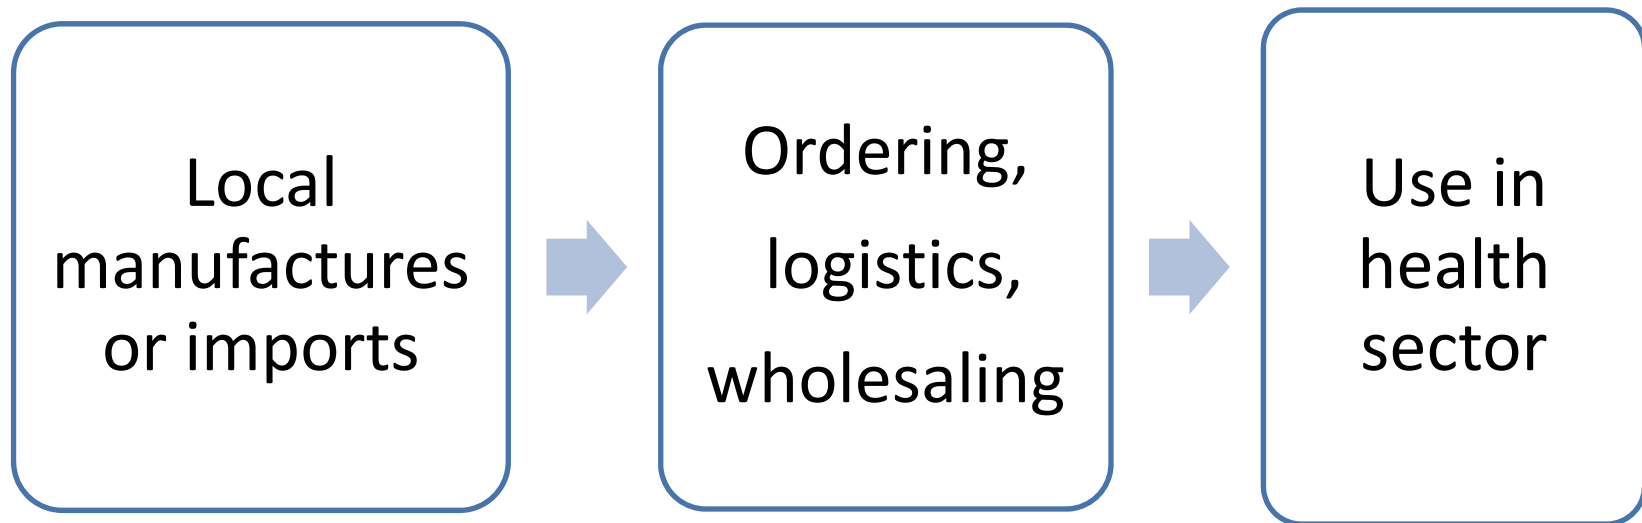 Local
manufactures
or imports
Ordering,
logistics,
wholesaling
Use in
health
sector